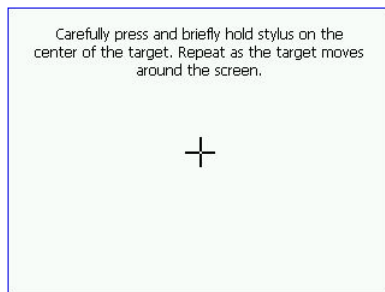 Carefully press and briefly hold stylus on the
center of the target. Repeat as the target moves
around the screen.